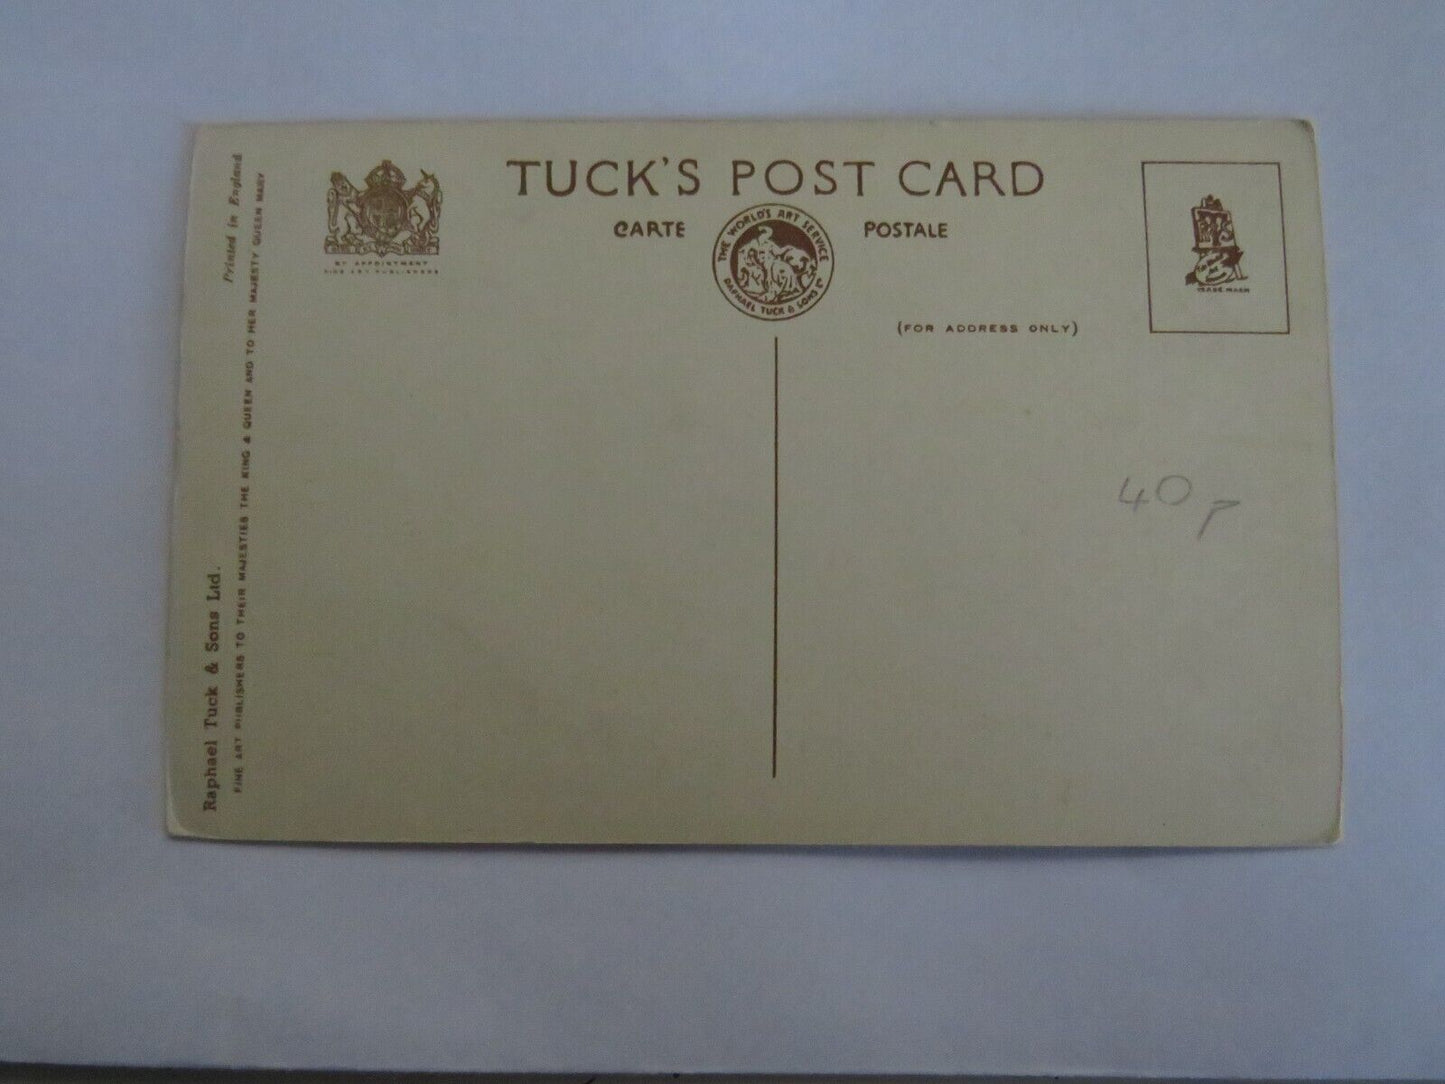 TUCK'S POST CARD
CARTE POSTALE
THE WORLD'S ART SERVICE
RAPHAEL TUCK & SONS LTD
BY APPOINTMENT
FINE ART PUBLISHERS
(FOR ADDRESS ONLY)
TRADE MARK
40p
Raphael Tuck & Sons Ltd.
Printed in England
FINE ART PUBLISHERS TO THEIR MAJESTIES THE KING & QUEEN AND TO HER MAJESTY QUEEN MARY